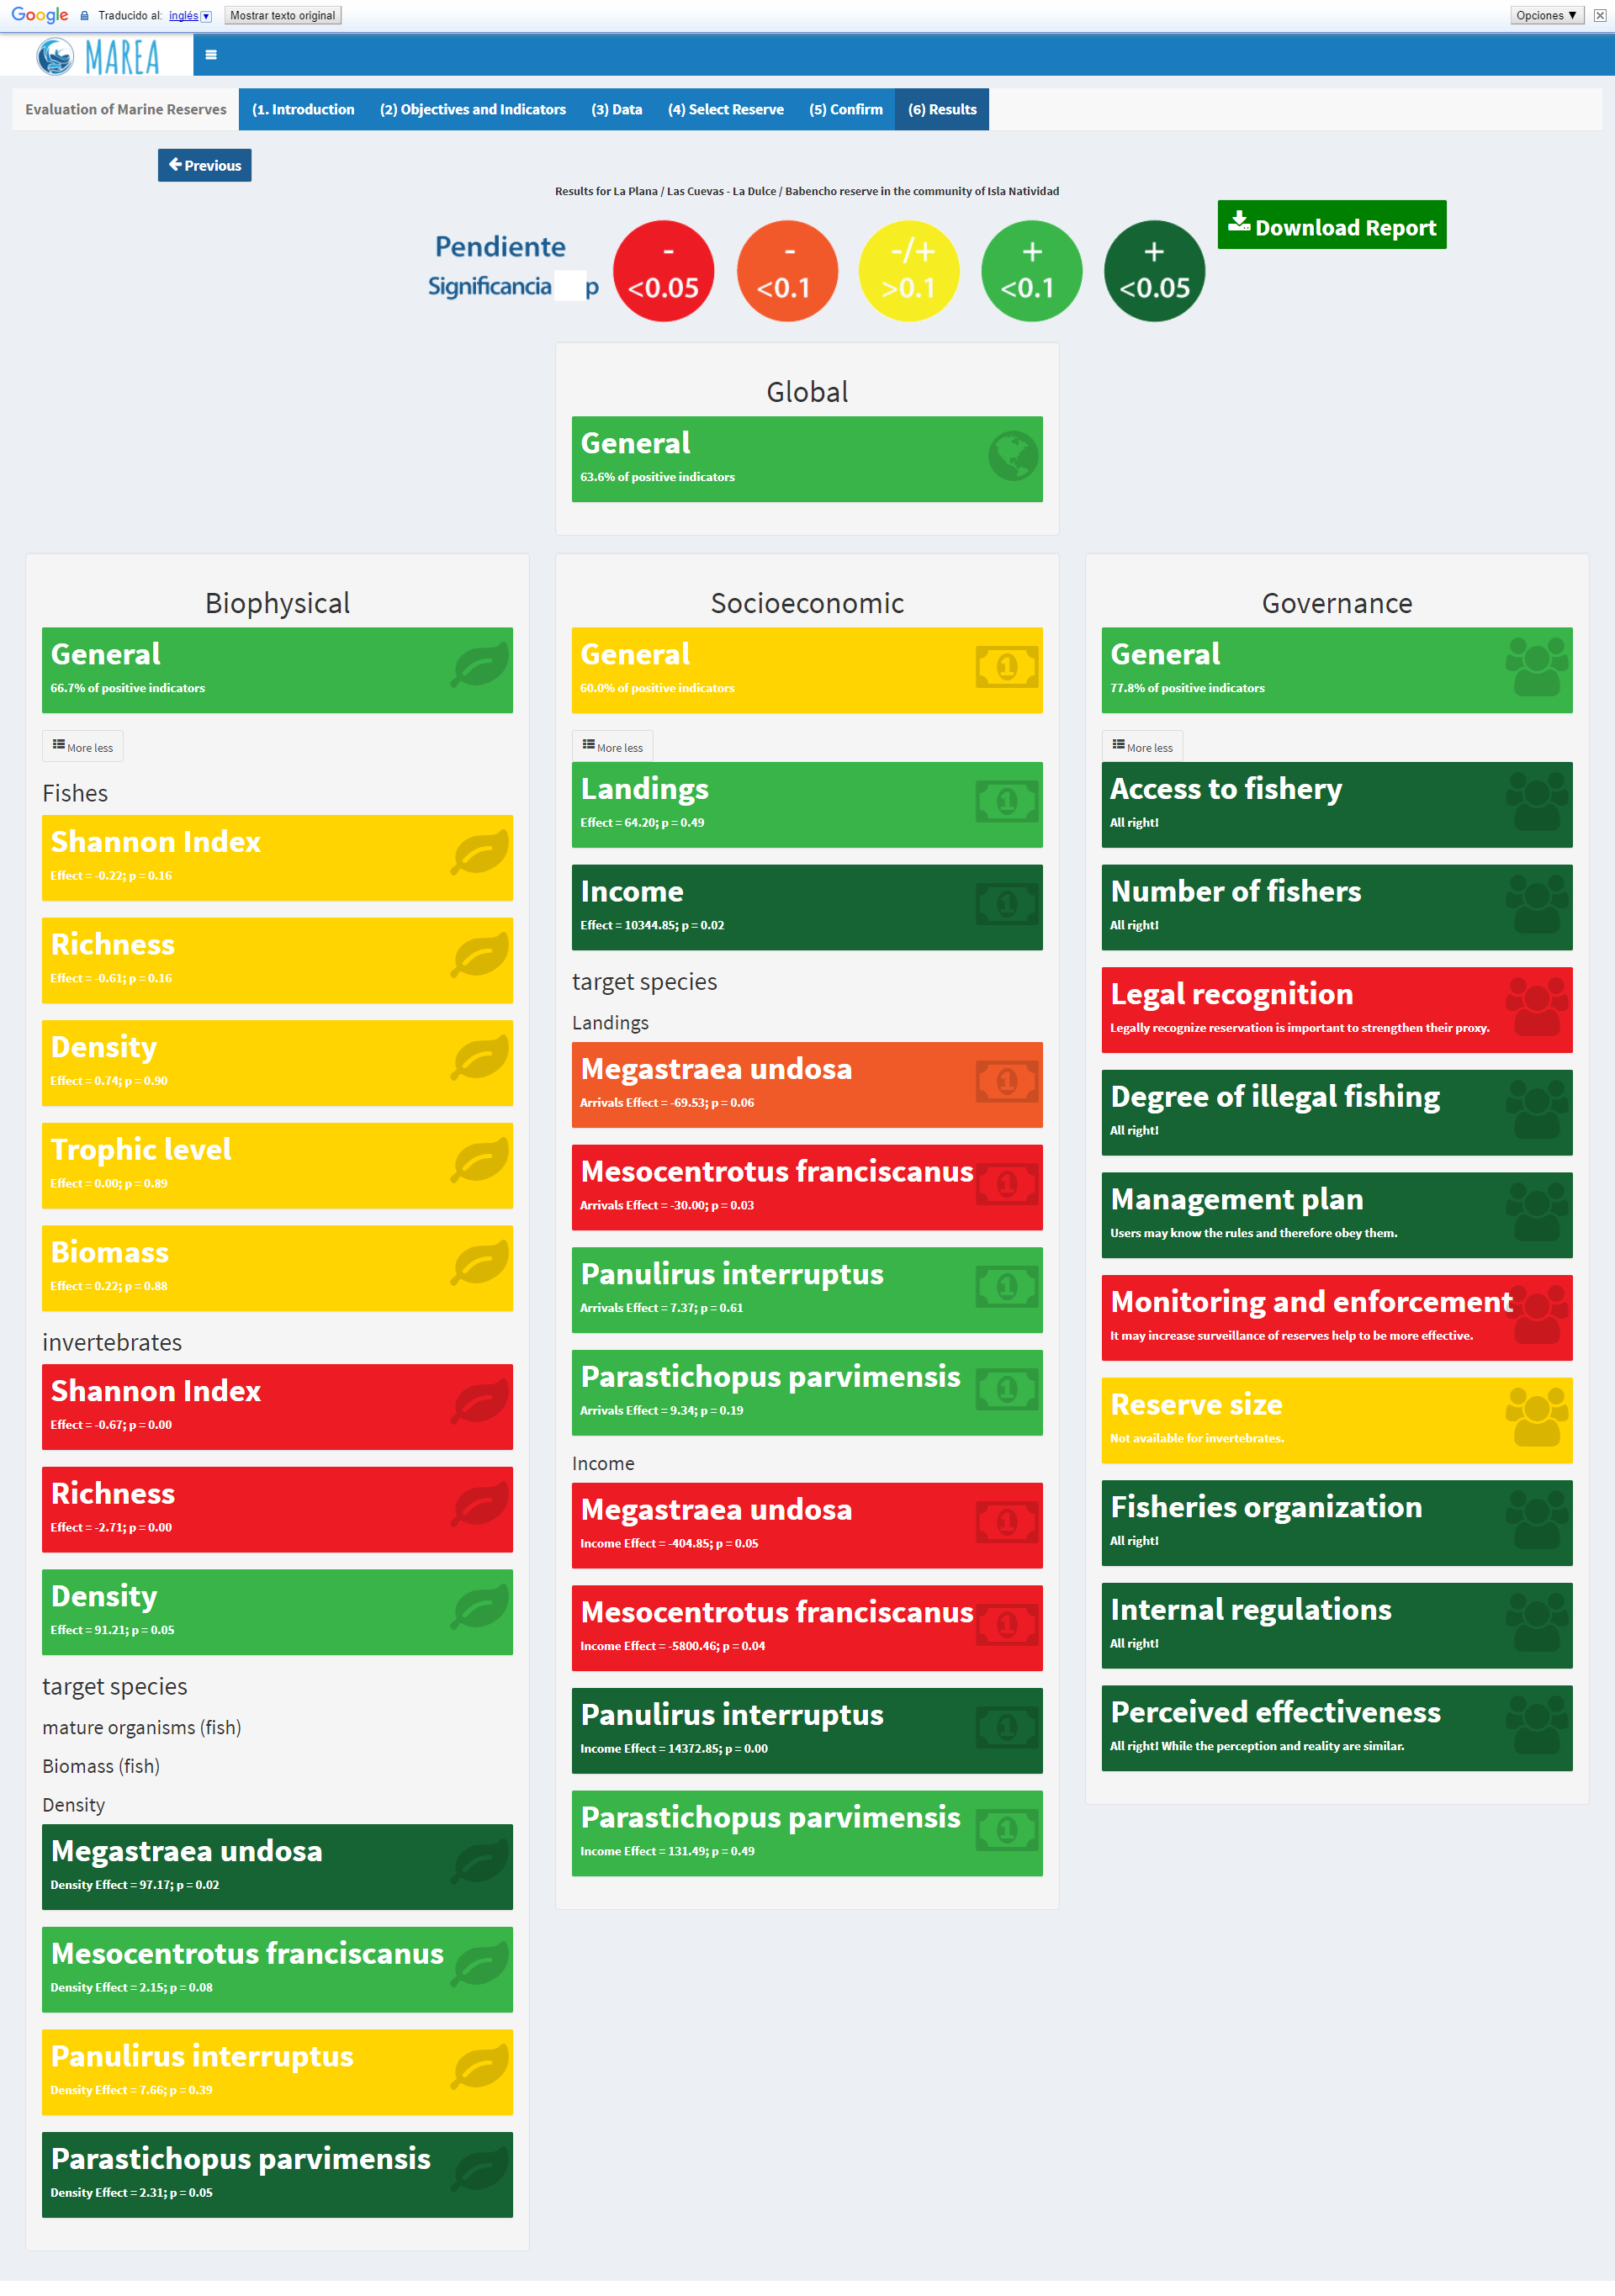 Google Traducido al: inglés Mostrar texto original Opciones ▼
MAREA
Evaluation of Marine Reserves (1. Introduction (2) Objectives and Indicators (3) Data (4) Select Reserve (5) Confirm (6) Results
Previous
Results for La Plana / Las Cuevas - La Dulce / Babencho reserve in the community of Isla Natividad
Download Report
Pendiente - - -/+ + +
Significancia p <0.05 <0.1 >0.1 <0.1 <0.05
Global
General
63.6% of positive indicators
Biophysical
General
66.7% of positive indicators
More less
Fishes
Shannon Index
Effect = -0.22; p = 0.16
Richness
Effect = -0.61; p = 0.16
Density
Effect = 0.74; p = 0.90
Trophic level
Effect = 0.00; p = 0.89
Biomass
Effect = 0.22; p = 0.88
invertebrates
Shannon Index
Effect = -0.67; p = 0.00
Richness
Effect = -2.71; p = 0.00
Density
Effect = 91.21; p = 0.05
target species
mature organisms (fish)
Biomass (fish)
Density
Megastraea undosa
Density Effect = 97.17; p = 0.02
Mesocentrotus franciscanus
Density Effect = 2.15; p = 0.08
Panulirus interruptus
Density Effect = 7.66; p = 0.39
Parastichopus parvimensis
Density Effect = 2.31; p = 0.05
Socioeconomic
General
60.0% of positive indicators
More less
Landings
Effect = 64.20; p = 0.49
Income
Effect = 10344.85; p = 0.02
target species
Landings
Megastraea undosa
Arrivals Effect = -69.53; p = 0.06
Mesocentrotus franciscanus
Arrivals Effect = -30.00; p = 0.03
Panulirus interruptus
Arrivals Effect = 7.37; p = 0.61
Parastichopus parvimensis
Arrivals Effect = 9.34; p = 0.19
Income
Megastraea undosa
Income Effect = -404.85; p = 0.05
Mesocentrotus franciscanus
Income Effect = -5800.46; p = 0.04
Panulirus interruptus
Income Effect = 14372.85; p = 0.00
Parastichopus parvimensis
Income Effect = 131.49; p = 0.49
Governance
General
77.8% of positive indicators
More less
Access to fishery
All right!
Number of fishers
All right!
Legal recognition
Legally recognize reservation is important to strengthen their proxy.
Degree of illegal fishing
All right!
Management plan
Users may know the rules and therefore obey them.
Monitoring and enforcement
It may increase surveillance of reserves help to be more effective.
Reserve size
Not available for invertebrates.
Fisheries organization
All right!
Internal regulations
All right!
Perceived effectiveness
All right! While the perception and reality are similar.